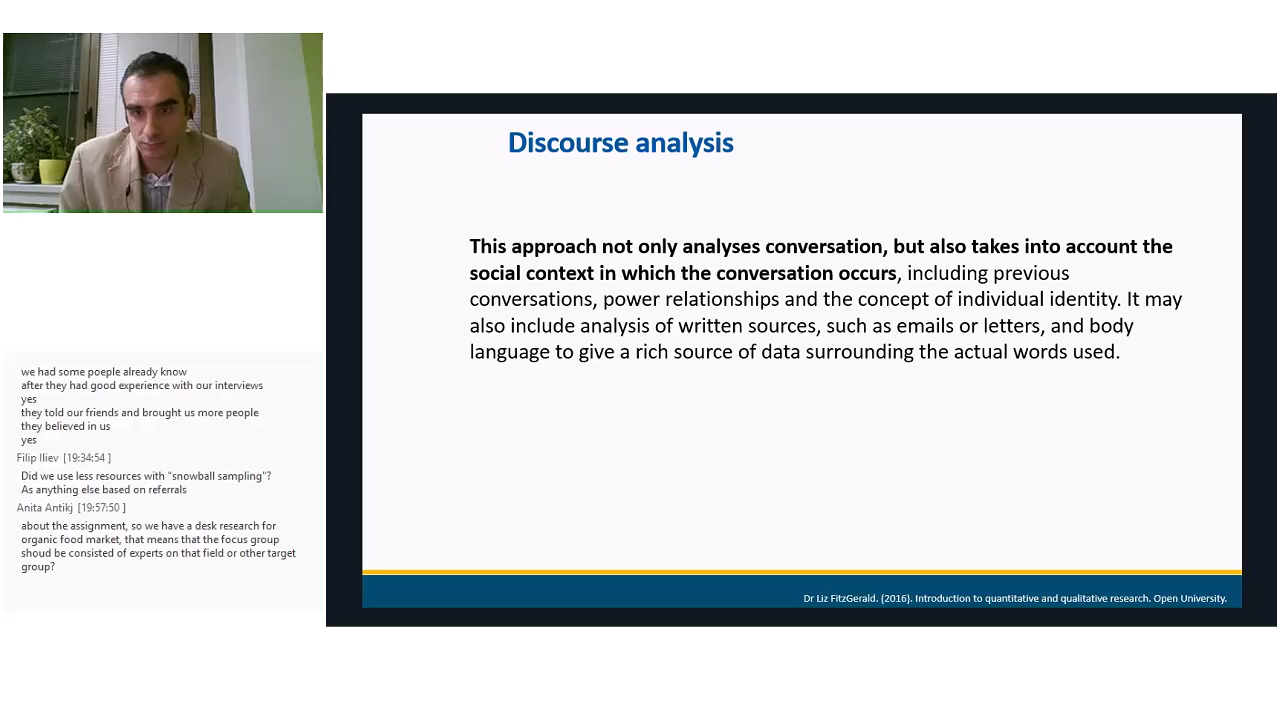 Discourse analysis
This approach not only analyses conversation, but also takes into account the
social context in which the conversation occurs, including previous
conversations, power relationships and the concept of individual identity. It may
also include analysis of written sources, such as emails or letters, and body
language to give a rich source of data surrounding the actual words used.
Dr Liz FitzGerald. (2016). Introduction to quantitative and qualitative research. Open University.
we had some poeple already know
after they had good experience with our interviews
yes
they told our friends and brought us more people
they believed in us
yes
Filip Iliev [19:34:54 ]
Did we use less resources with "snowball sampling"?
As anything else based on referrals
Anita Antikj [19:57:50 ]
about the assignment, so we have a desk research for
organic food market, that means that the focus group
shoud be consisted of experts on that field or other target
group?